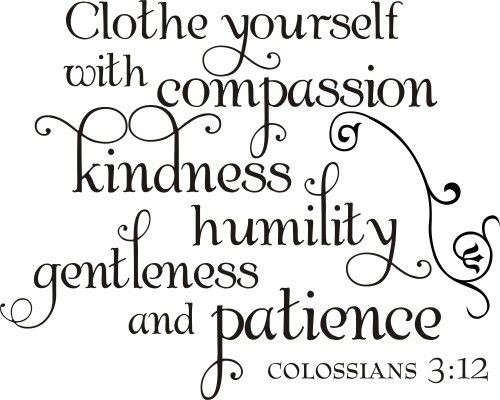 Clothe yourself
with compassion
kindness
humility
gentleness
and patience
COLOSSIANS 3:12